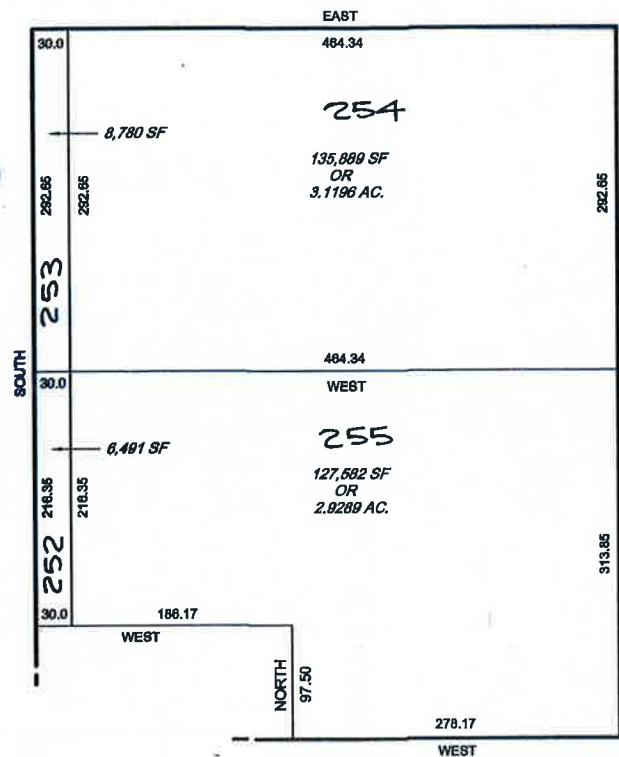 EAST
30.0
464.34
254
8,780 SF
135,889 SF
OR
3.1196 AC.
292.65
292.65
292.65
253
SOUTH
464.34
30.0
WEST
255
6,491 SF
127,582 SF
OR
2.9289 AC.
216.35
216.35
313.85
252
30.0
186.17
WEST
NORTH
97.50
278.17
WEST